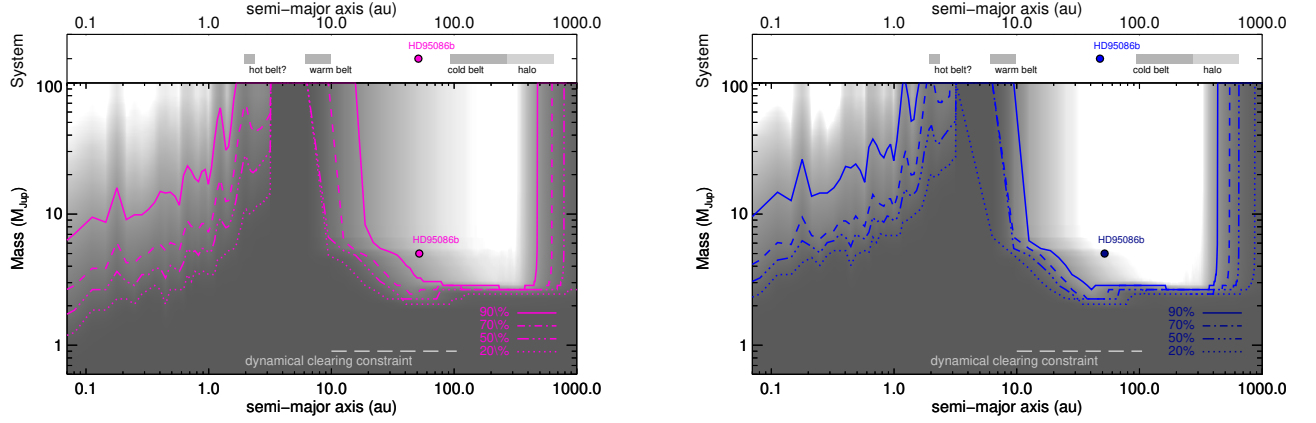 semi-major axis (au)
0.1 1.0 10.0 100.0 1000.0
System
HD95086b
hot belt? warm belt cold belt halo
100
10
1
Mass (MJup)
HD95086b
90%
70%
50%
20%
dynamical clearing constraint
0.1 1.0 10.0 100.0 1000.0
semi-major axis (au)
semi-major axis (au)
0.1 1.0 10.0 100.0 1000.0
System
HD95086b
hot belt? warm belt cold belt halo
100
10
1
Mass (MJup)
HD95086b
90%
70%
50%
20%
dynamical clearing constraint
0.1 1.0 10.0 100.0 1000.0
semi-major axis (au)